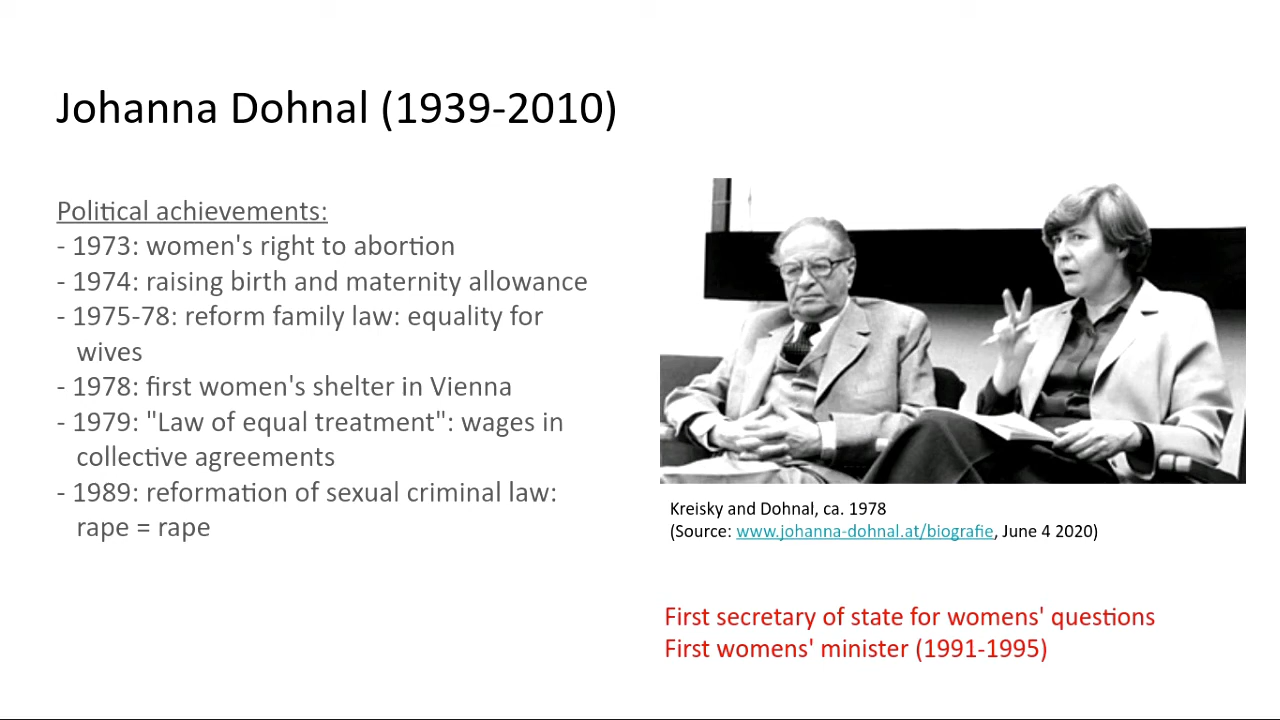 Johanna Dohnal (1939-2010)
Political achievements:
- 1973: women's right to abortion
- 1974: raising birth and maternity allowance
- 1975-78: reform family law: equality for
wives
- 1978: first women's shelter in Vienna
- 1979: "Law of equal treatment": wages in
collective agreements
- 1989: reformation of sexual criminal law:
rape = rape
Kreisky and Dohnal, ca. 1978
(Source: www.johanna-dohnal.at/biografie, June 4 2020)
First secretary of state for womens' questions
First womens' minister (1991-1995)